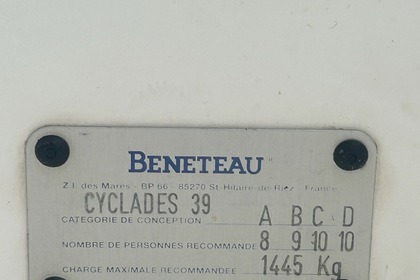 BENETEAU
Z.I. des Mares - BP 66 - 85270 St Hilaire-de-Riez - France
CYCLADES 39
CATEGORIE DE CONCEPTION A B C D
NOMBRE DE PERSONNES RECOMMANDE 8 9 10 10
CHARGE MAXIMALE RECOMMANDEE 1445 Kg